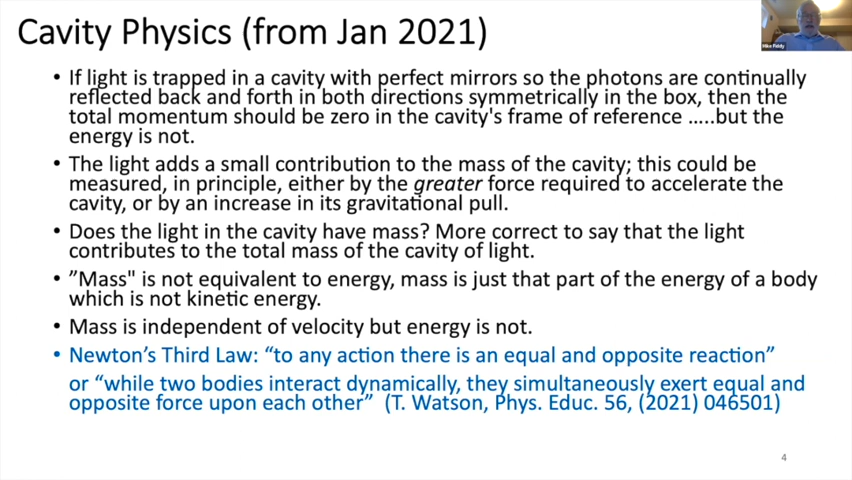 Cavity Physics (from Jan 2021)
Mike Fiddy
• If light is trapped in a cavity with perfect mirrors so the photons are continually
reflected back and forth in both directions symmetrically in the box, then the
total momentum should be zero in the cavity's frame of reference …..but the
energy is not.
• The light adds a small contribution to the mass of the cavity; this could be
measured, in principle, either by the greater force required to accelerate the
cavity, or by an increase in its gravitational pull.
• Does the light in the cavity have mass? More correct to say that the light
contributes to the total mass of the cavity of light.
• ”Mass" is not equivalent to energy, mass is just that part of the energy of a body
which is not kinetic energy.
• Mass is independent of velocity but energy is not.
• Newton’s Third Law: “to any action there is an equal and opposite reaction”
or “while two bodies interact dynamically, they simultaneously exert equal and
opposite force upon each other” (T. Watson, Phys. Educ. 56, (2021) 046501)
4